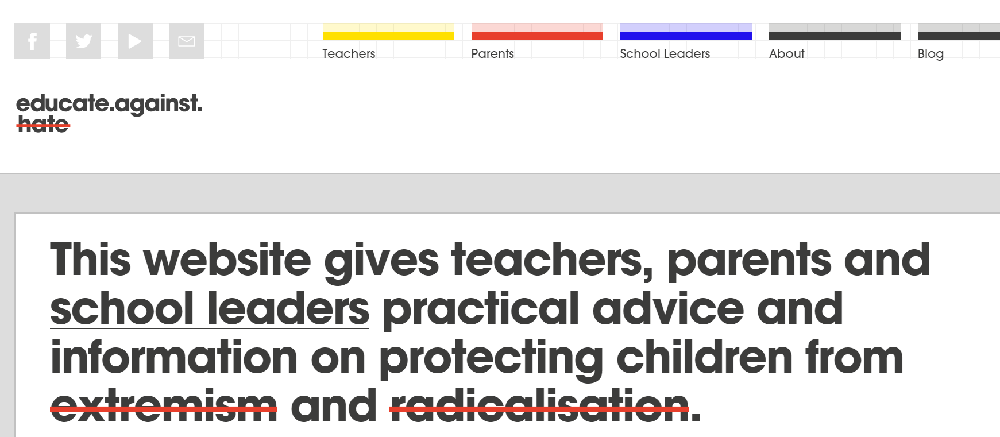 Teachers Parents School Leaders About Blog
educate.against.
hate
This website gives teachers, parents and
school leaders practical advice and
information on protecting children from
extremism and radicalisation.